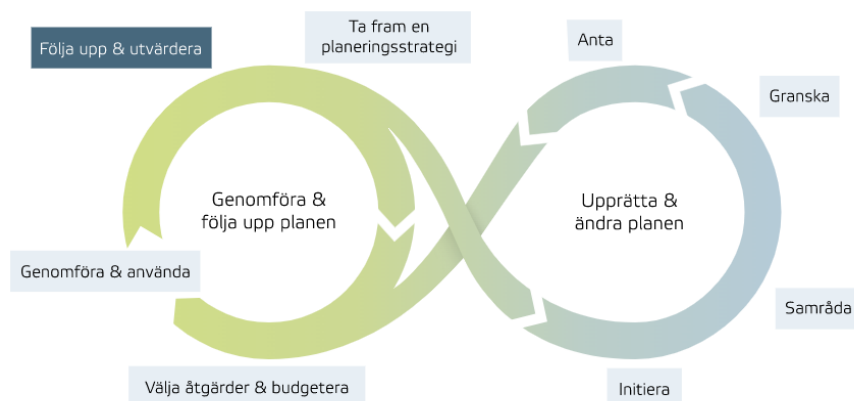 Följa upp & utvärdera
Ta fram en
planeringsstrategi
Anta
Granska
Genomföra &
följa upp planen
Upprätta &
ändra planen
Genomföra & använda
Samråda
Välja åtgärder & budgetera
Initiera